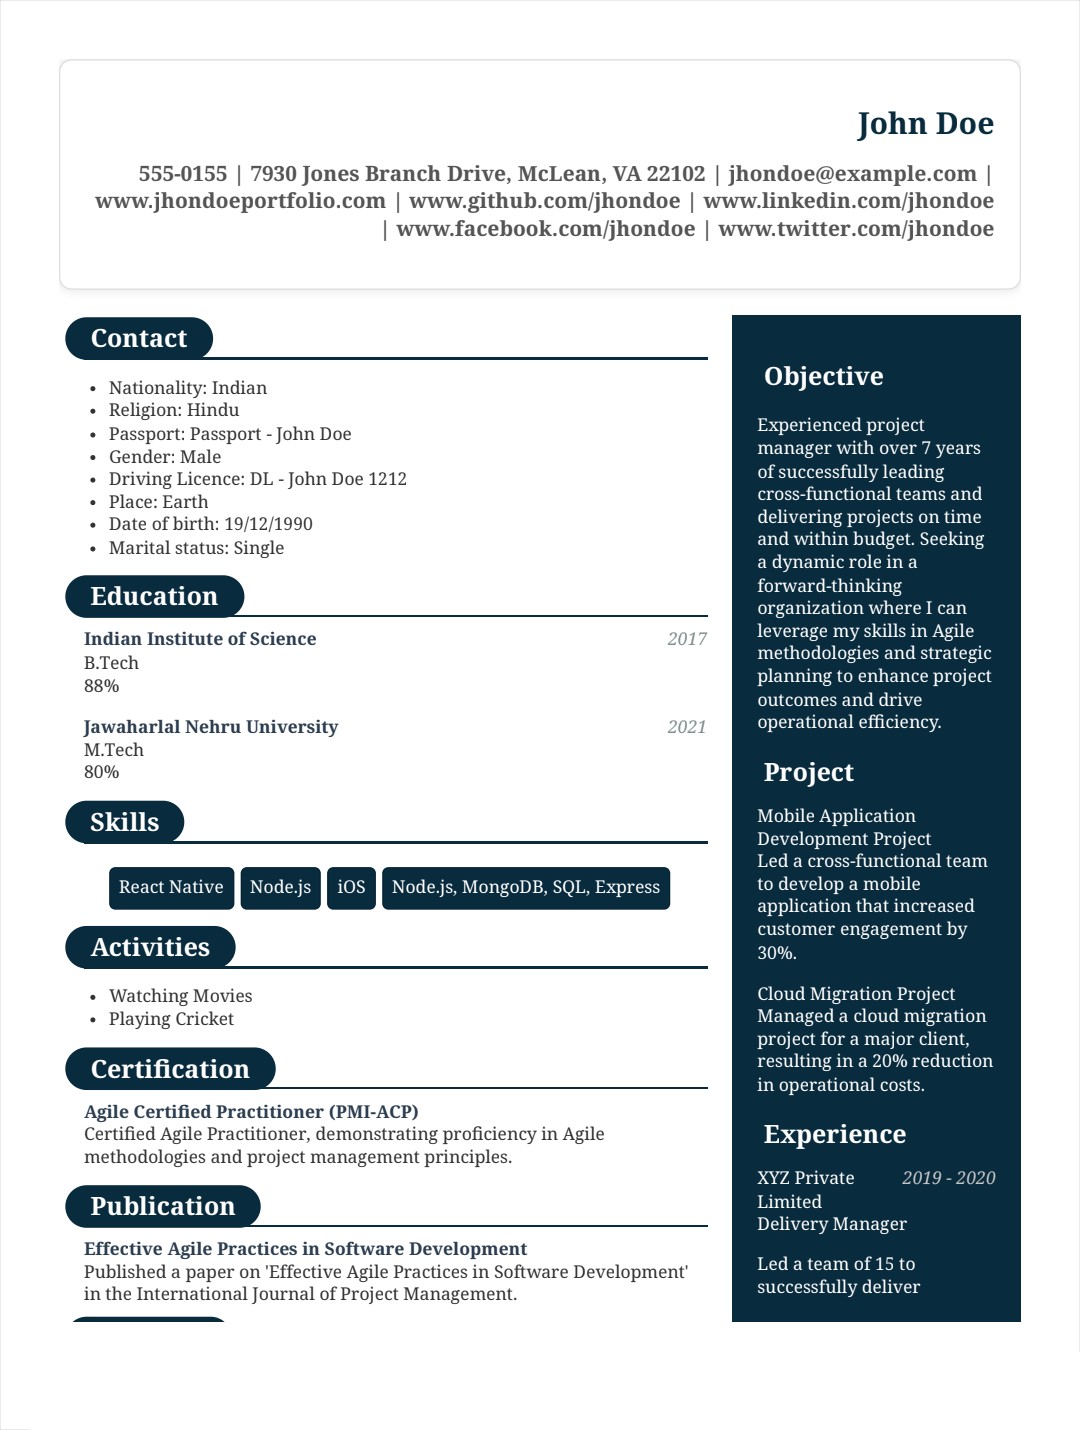 John Doe
555-0155 | 7930 Jones Branch Drive, McLean, VA 22102 | jhondoe@example.com |
www.jhondoeportfolio.com | www.github.com/jhondoe | www.linkedin.com/jhondoe
| www.facebook.com/jhondoe | www.twitter.com/jhondoe
Contact
• Nationality: Indian
• Religion: Hindu
• Passport: Passport - John Doe
• Gender: Male
• Driving Licence: DL - John Doe 1212
• Place: Earth
• Date of birth: 19/12/1990
• Marital status: Single
Education
Indian Institute of Science 2017
B.Tech
88%
Jawaharlal Nehru University 2021
M.Tech
80%
Skills
React Native Node.js iOS Node.js, MongoDB, SQL, Express
Activities
• Watching Movies
• Playing Cricket
Certification
Agile Certified Practitioner (PMI-ACP)
Certified Agile Practitioner, demonstrating proficiency in Agile
methodologies and project management principles.
Publication
Effective Agile Practices in Software Development
Published a paper on 'Effective Agile Practices in Software Development'
in the International Journal of Project Management.
Objective
Experienced project
manager with over 7 years
of successfully leading
cross-functional teams and
delivering projects on time
and within budget. Seeking
a dynamic role in a
forward-thinking
organization where I can
leverage my skills in Agile
methodologies and strategic
planning to enhance project
outcomes and drive
operational efficiency.
Project
Mobile Application
Development Project
Led a cross-functional team
to develop a mobile
application that increased
customer engagement by
30%.
Cloud Migration Project
Managed a cloud migration
project for a major client,
resulting in a 20% reduction
in operational costs.
Experience
XYZ Private 2019 - 2020
Limited
Delivery Manager
Led a team of 15 to
successfully deliver